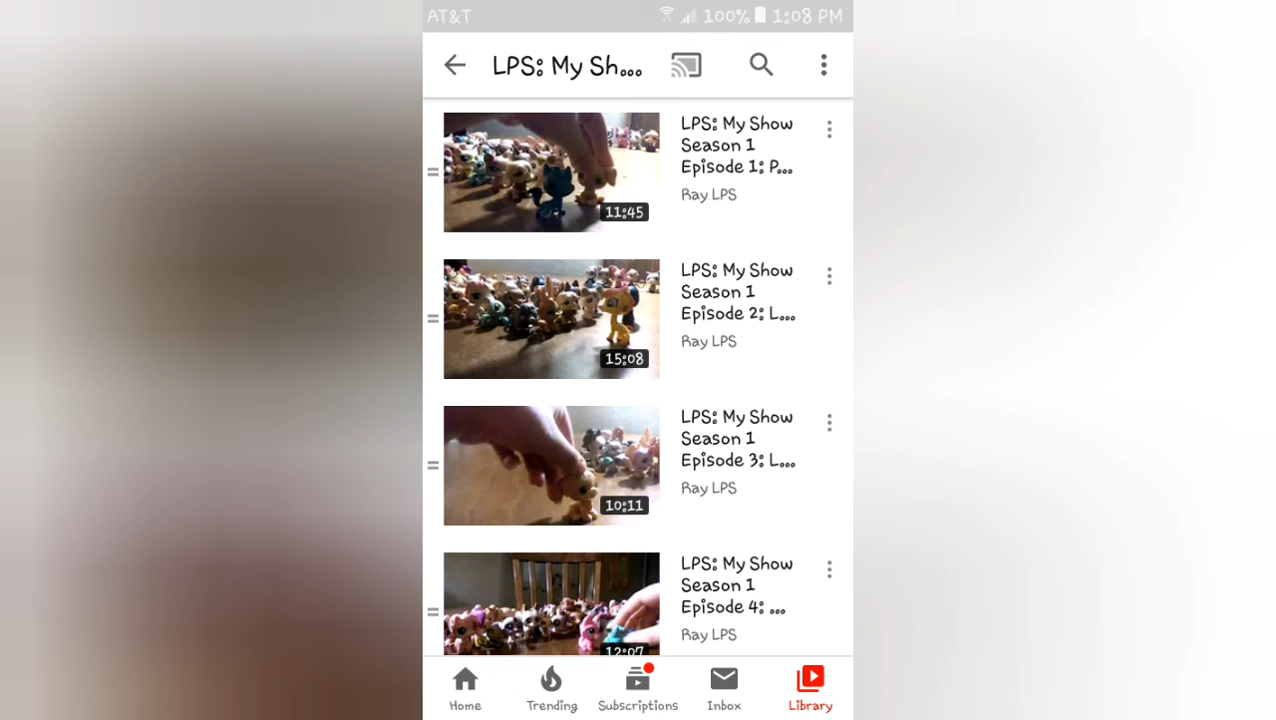 AT&T 100% 1:08 PM
LPS: My Sh...
LPS: My Show
Season 1
Episode 1: P...
Ray LPS
11:45
LPS: My Show
Season 1
Episode 2: L...
Ray LPS
15:08
LPS: My Show
Season 1
Episode 3: L...
Ray LPS
10:11
LPS: My Show
Season 1
Episode 4: ...
Ray LPS
12:07
Home Trending Subscriptions Inbox Library